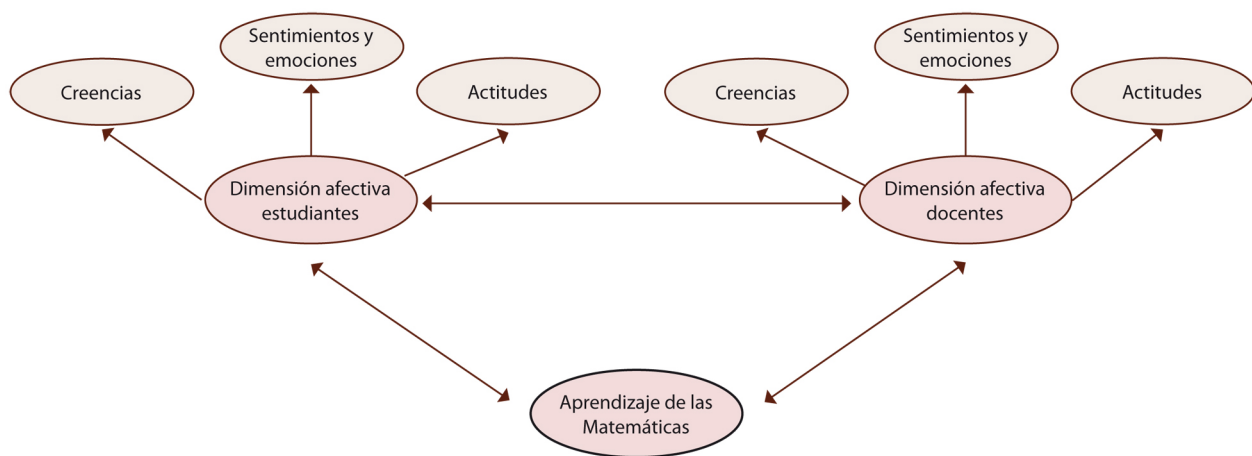 Sentimientos y
emociones
Creencias
Actitudes
Dimensión afectiva
estudiantes
Sentimientos y
emociones
Creencias
Actitudes
Dimensión afectiva
docentes
Aprendizaje de las
Matemáticas